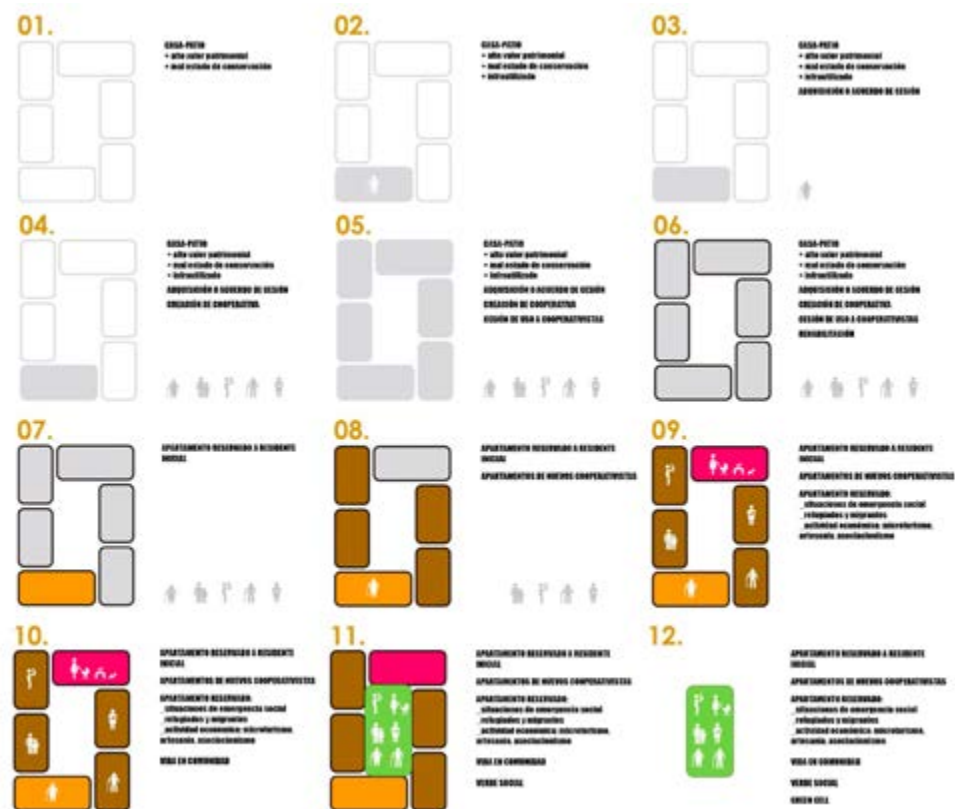 01.
CASA-PATIO
+ alto valor patrimonial
+ mal estado de conservación
02.
CASA-PATIO
+ alto valor patrimonial
+ mal estado de conservación
+ infrautilizado
03.
CASA-PATIO
+ alto valor patrimonial
+ mal estado de conservación
+ infrautilizado
ADQUISICIÓN O ACUERDO DE CESIÓN
04.
CASA-PATIO
+ alto valor patrimonial
+ mal estado de conservación
+ infrautilizado
ADQUISICIÓN O ACUERDO DE CESIÓN
CREACIÓN DE COOPERATIVA
05.
CASA-PATIO
+ alto valor patrimonial
+ mal estado de conservación
+ infrautilizado
ADQUISICIÓN O ACUERDO DE CESIÓN
CREACIÓN DE COOPERATIVA
CESIÓN DE USO A COOPERATIVISTAS
06.
CASA-PATIO
+ alto valor patrimonial
+ mal estado de conservación
+ infrautilizado
ADQUISICIÓN O ACUERDO DE CESIÓN
CREACIÓN DE COOPERATIVA
CESIÓN DE USO A COOPERATIVISTAS
REHABILITACIÓN
07.
APARTAMENTO RESERVADO A RESIDENTE
INICIAL
08.
APARTAMENTO RESERVADO A RESIDENTE
INICIAL
APARTAMENTOS DE NUEVOS COOPERATIVISTAS
09.
APARTAMENTO RESERVADO A RESIDENTE
INICIAL
APARTAMENTOS DE NUEVOS COOPERATIVISTAS
APARTAMENTO RESERVADO:
_situaciones de emergencia social
_refugiados y migrantes
_actividad económica: microturismo,
artesanía, asociacionismo
10.
APARTAMENTO RESERVADO A RESIDENTE
INICIAL
APARTAMENTOS DE NUEVOS COOPERATIVISTAS
APARTAMENTO RESERVADO:
_situaciones de emergencia social
_refugiados y migrantes
_actividad económica: microturismo,
artesanía, asociacionismo
VIDA EN COMUNIDAD
11.
APARTAMENTO RESERVADO A RESIDENTE
INICIAL
APARTAMENTOS DE NUEVOS COOPERATIVISTAS
APARTAMENTO RESERVADO:
_situaciones de emergencia social
_refugiados y migrantes
_actividad económica: microturismo,
artesanía, asociacionismo
VIDA EN COMUNIDAD
VERDE SOCIAL
12.
APARTAMENTO RESERVADO A RESIDENTE
INICIAL
APARTAMENTOS DE NUEVOS COOPERATIVISTAS
APARTAMENTO RESERVADO:
_situaciones de emergencia social
_refugiados y migrantes
_actividad económica: microturismo,
artesanía, asociacionismo
VIDA EN COMUNIDAD
VERDE SOCIAL
GREEN CELL